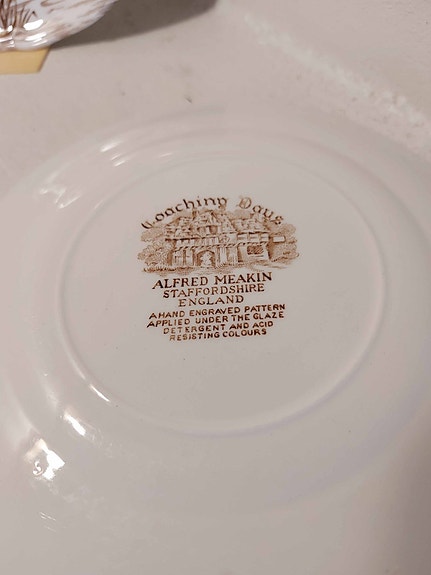 Coaching Days
ALFRED MEAKIN
STAFFORDSHIRE
ENGLAND
A HAND ENGRAVED PATTERN
APPLIED UNDER THE GLAZE
DETERGENT AND ACID
RESISTING COLOURS